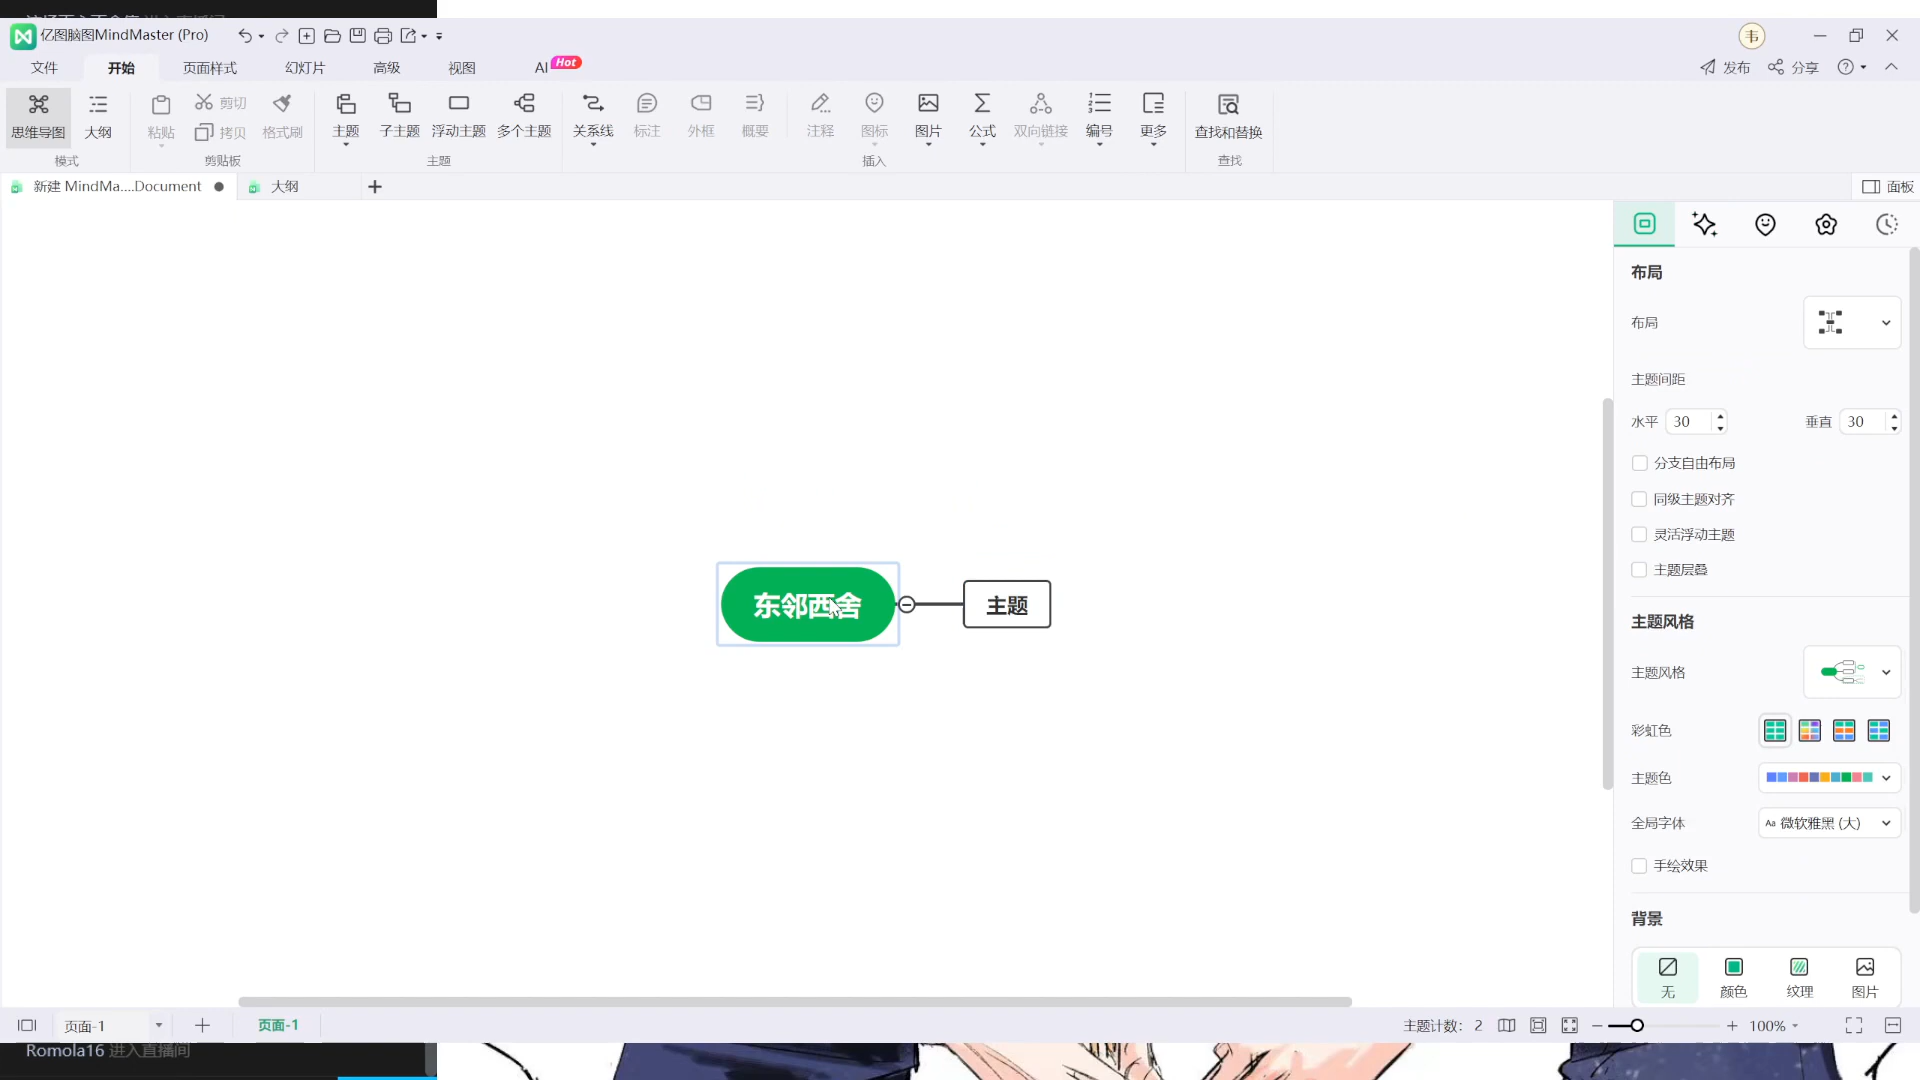 亿图脑图MindMaster (Pro)
韦
文件 开始 页面样式 幻灯片 高级 视图 AI Hot
发布 分享
思维导图 大纲 粘贴 剪切 拷贝 格式刷 主题 子主题 浮动主题 多个主题 关系线 标注 外框 概要 注释 图标 图片 公式 双向链接 编号 更多 查找和替换
模式 剪贴板 主题 插入 查找
新建 MindMa....Document 大纲 面板
布局
布局
主题间距
水平 30 垂直 30
分支自由布局
同级主题对齐
灵活浮动主题
主题层叠
东邻西舍 主题
主题风格
主题风格
彩虹色
主题色
全局字体 Aa 微软雅黑 (大)
手绘效果
背景
无 颜色 纹理 图片
页面-1 页面-1 主题计数: 2 100%
Romola16 进入直播间